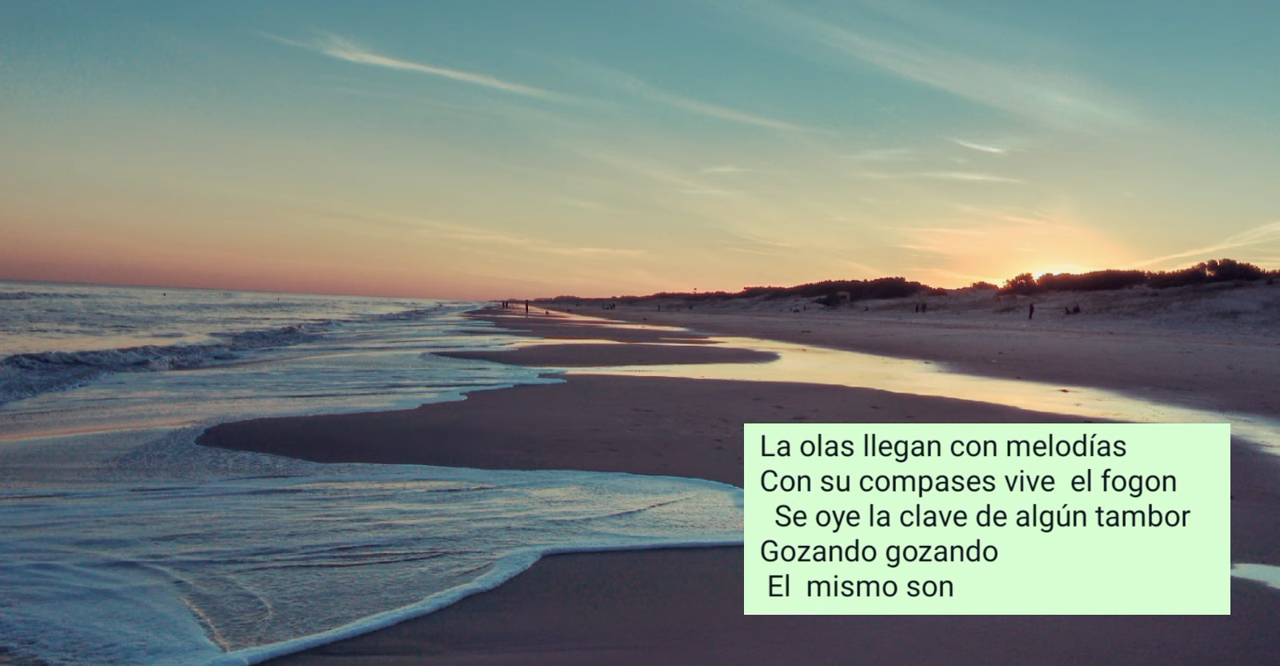 La olas llegan con melodías
Con su compases vive  el fogon
Se oye la clave de algún tambor
Gozando gozando
El  mismo son